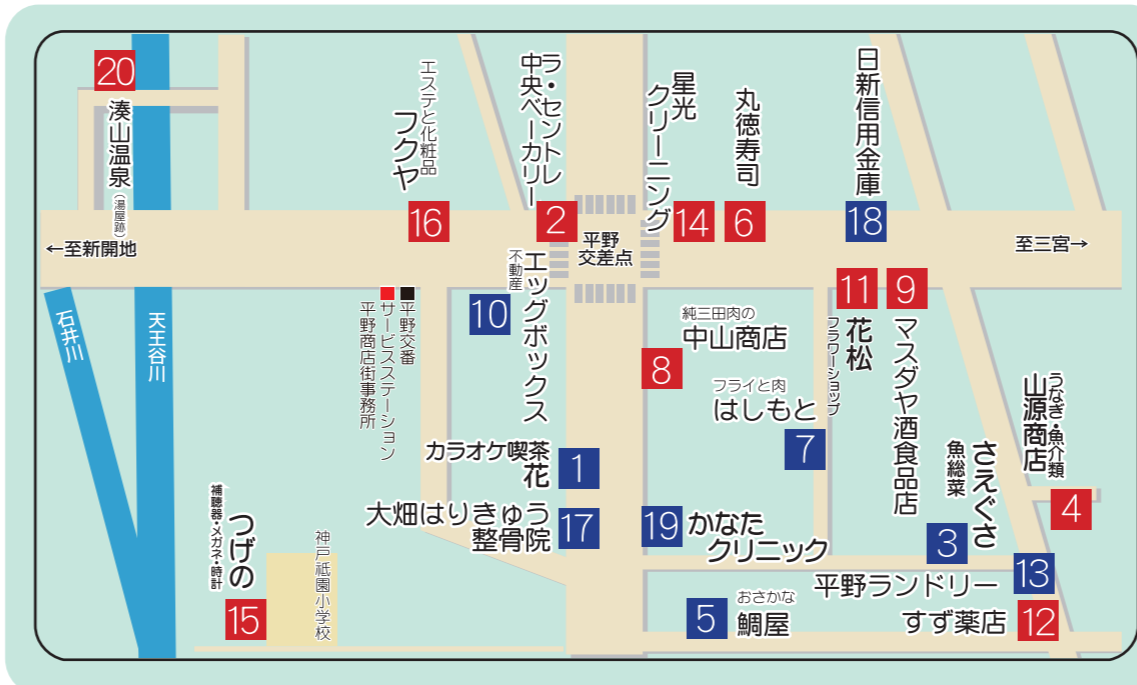 20
湊山温泉
(湯屋跡)
←至新開地
石井川
天王谷川
エステと化粧品
フクヤ
16
ラ・セントレ
中央ベーカリー
2
平野
交差点
星光
クリーニング
14
丸徳寿司
6
日新信用金庫
18
至三宮→
不動産
エッグボックス
10
平野交番
サービスステーション
平野商店街事務所
純三田肉の
中山商店
8
フライと肉
はしもと
7
11
花松
フラワーショップ
9
マスダヤ酒食品店
うなぎ・魚介類
山源商店
4
さえぐさ
魚総菜
3
カラオケ喫茶
花
1
大畑はりきゅう
整骨院
17
19
かなた
クリニック
平野ランドリー
13
すず薬店
12
おさかな
鯛屋
5
つげの
補聴器・メガネ・時計
15
神戸祇園小学校